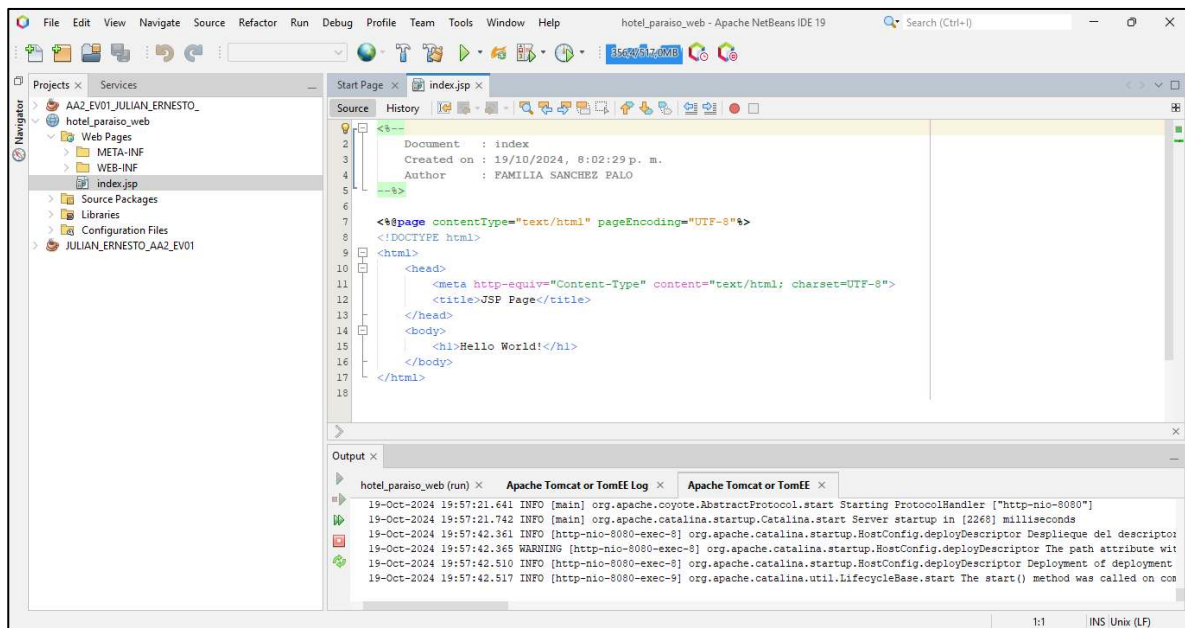 File Edit View Navigate Source Refactor Run Debug Profile Team Tools Window Help hotel_paraiso_web - Apache NetBeans IDE 19 Search (Ctrl+I)
356,4/517,0MB
Projects Services
Navigator
AA2_EV01_JULIAN_ERNESTO_
hotel_paraiso_web
Web Pages
META-INF
WEB-INF
index.jsp
Source Packages
Libraries
Configuration Files
JULIAN_ERNESTO_AA2_EV01
Start Page index.jsp
Source History
<%--
2 Document : index
3 Created on : 19/10/2024, 8:02:29 p. m.
4 Author : FAMILIA SANCHEZ PALO
5 --%>
6
7 <%@page contentType="text/html" pageEncoding="UTF-8"%>
8 <!DOCTYPE html>
9 <html>
10 <head>
11 <meta http-equiv="Content-Type" content="text/html; charset=UTF-8">
12 <title>JSP Page</title>
13 </head>
14 <body>
15 <h1>Hello World!</h1>
16 </body>
17 </html>
18
Output
hotel_paraiso_web (run) Apache Tomcat or TomEE Log Apache Tomcat or TomEE
19-Oct-2024 19:57:21.641 INFO [main] org.apache.coyote.AbstractProtocol.start Starting ProtocolHandler ["http-nio-8080"]
19-Oct-2024 19:57:21.742 INFO [main] org.apache.catalina.startup.Catalina.start Server startup in [2268] milliseconds
19-Oct-2024 19:57:42.361 INFO [http-nio-8080-exec-8] org.apache.catalina.startup.HostConfig.deployDescriptor Despliegue del descriptor
19-Oct-2024 19:57:42.365 WARNING [http-nio-8080-exec-8] org.apache.catalina.startup.HostConfig.deployDescriptor The path attribute wit
19-Oct-2024 19:57:42.510 INFO [http-nio-8080-exec-8] org.apache.catalina.startup.HostConfig.deployDescriptor Deployment of deployment
19-Oct-2024 19:57:42.517 INFO [http-nio-8080-exec-9] org.apache.catalina.util.LifecycleBase.start The start() method was called on com
1:1 INS Unix (LF)